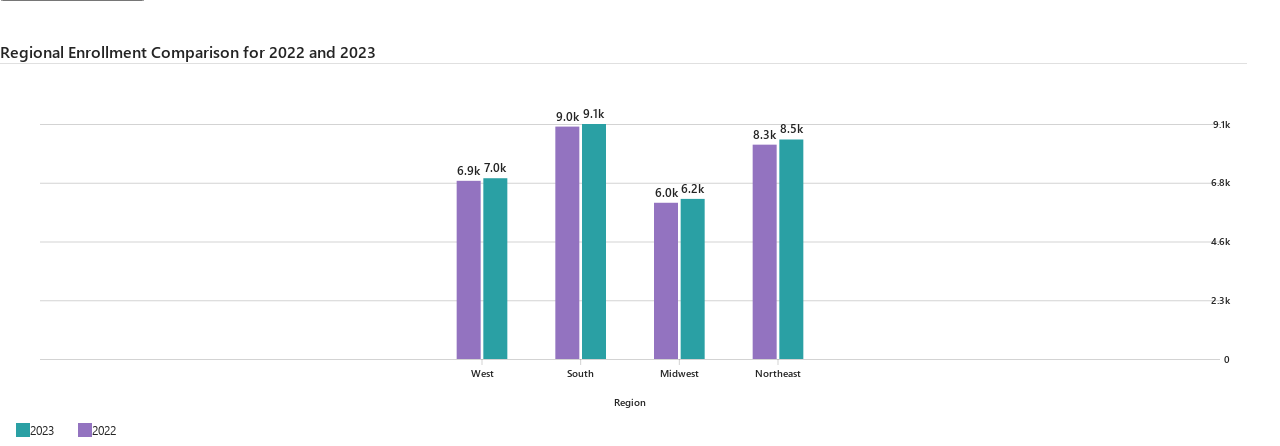 Regional Enrollment Comparison for 2022 and 2023
9.0k 9.1k
8.3k 8.5k
6.9k 7.0k
6.0k 6.2k
9.1k
6.8k
4.6k
2.3k
0
West South Midwest Northeast
Region
2023 2022